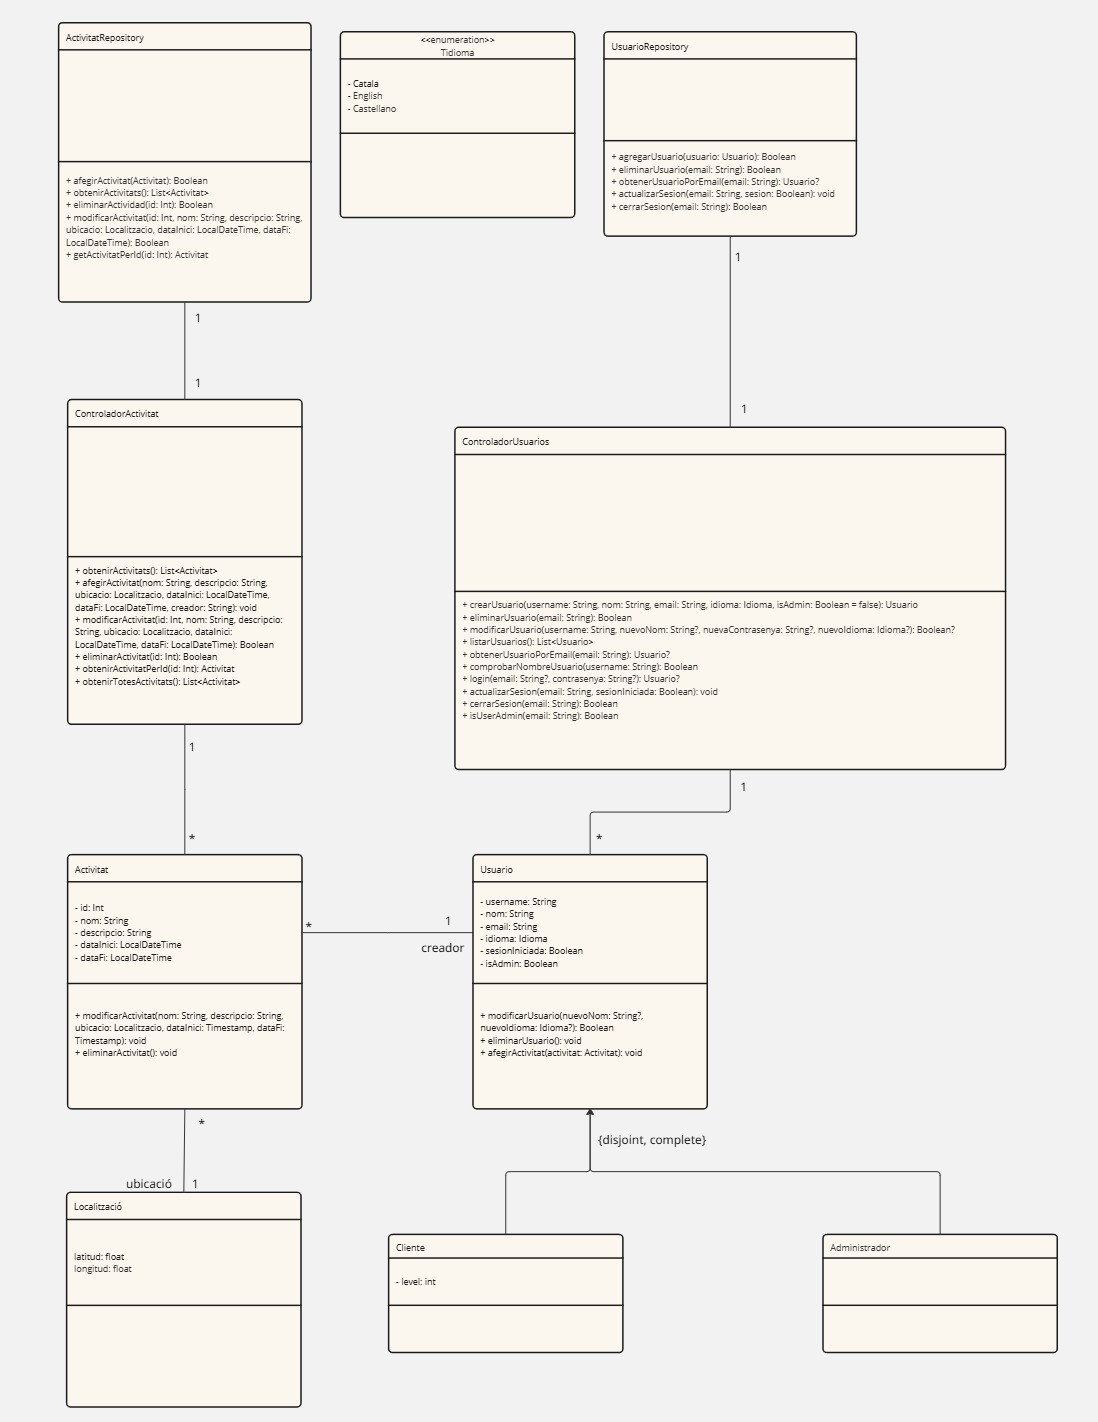 ActivitatRepository
+ afegirActivitat(Activitat): Boolean
+ obtenirActivitats(): List<Activitat>
+ eliminarActividad(id: Int): Boolean
+ modificarActivitat(id: Int, nom: String, descripcio: String,
ubicacio: Localitzacio, dataInici: LocalDateTime, dataFi:
LocalDateTime): Boolean
+ getActivitatPerId(id: Int): Activitat
<<enumeration>>
Tidioma
- Catala
- English
- Castellano
UsuarioRepository
+ agregarUsuario(usuario: Usuario): Boolean
+ eliminarUsuario(email: String): Boolean
+ obtenerUsuarioPorEmail(email: String): Usuario?
+ actualizarSesion(email: String, sesion: Boolean): void
+ cerrarSesion(email: String): Boolean
1
1
1
1
ControladorActivitat
+ obtenirActivitats(): List<Activitat>
+ afegirActivitat(nom: String, descripcio: String,
ubicacio: Localitzacio, dataInici: LocalDateTime,
dataFi: LocalDateTime, creador: String): void
+ modificarActivitat(id: Int, nom: String, descripcio:
String, ubicacio: Localitzacio, dataInici:
LocalDateTime, dataFi: LocalDateTime): Boolean
+ eliminarActivitat(id: Int): Boolean
+ obtenirActivitatPerId(id: Int): Activitat
+ obtenirTotesActivitats(): List<Activitat>
ControladorUsuarios
+ crearUsuario(username: String, nom: String, email: String, idioma: Idioma, isAdmin: Boolean = false): Usuario
+ eliminarUsuario(email: String): Boolean
+ modificarUsuario(username: String, nuevoNom: String?, nuevaContrasenya: String?, nuevoIdioma: Idioma?): Boolean?
+ listarUsuarios(): List<Usuario>
+ obtenerUsuarioPorEmail(email: String): Usuario?
+ comprobarNombreUsuario(username: String): Boolean
+ login(email: String?, contrasenya: String?): Usuario?
+ actualizarSesion(email: String, sesionIniciada: Boolean): void
+ cerrarSesion(email: String): Boolean
+ isUserAdmin(email: String): Boolean
1
*
1
*
Activitat
- id: Int
- nom: String
- descripcio: String
- dataInici: LocalDateTime
- dataFi: LocalDateTime
+ modificarActivitat(nom: String, descripcio: String,
ubicacio: Localitzacio, dataInici: Timestamp, dataFi:
Timestamp): void
+ eliminarActivitat(): void
*
1
creador
Usuario
- username: String
- nom: String
- email: String
- idioma: Idioma
- sesionIniciada: Boolean
- isAdmin: Boolean
+ modificarUsuario(nuevoNom: String?,
nuevoIdioma: Idioma?): Boolean
+ eliminarUsuario(): void
+ afegirActivitat(activitat: Activitat): void
*
ubicació
1
{disjoint, complete}
Localització
latitud: float
longitud: float
Cliente
- level: int
Administrador